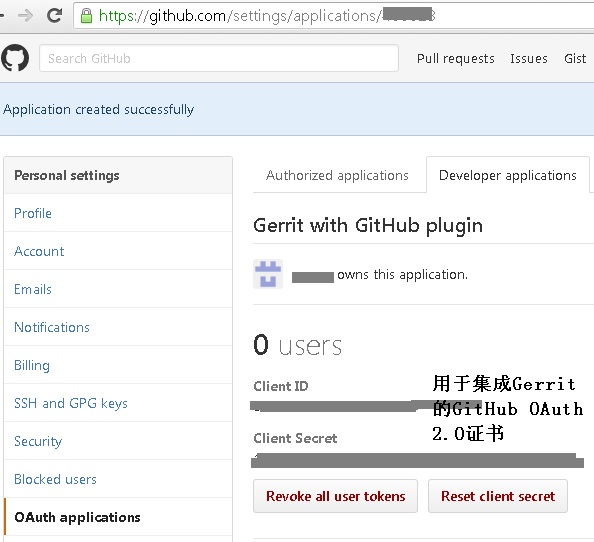 https://github.com/settings/applications/
Search GitHub
Pull requests
Issues
Gist
Application created successfully
Personal settings
Profile
Account
Emails
Notifications
Billing
SSH and GPG keys
Security
Blocked users
OAuth applications
Authorized applications
Developer applications
Gerrit with GitHub plugin
owns this application.
0 users
Client ID
用于集成Gerrit
的GitHub OAuth
2.0证书
Client Secret
Revoke all user tokens
Reset client secret